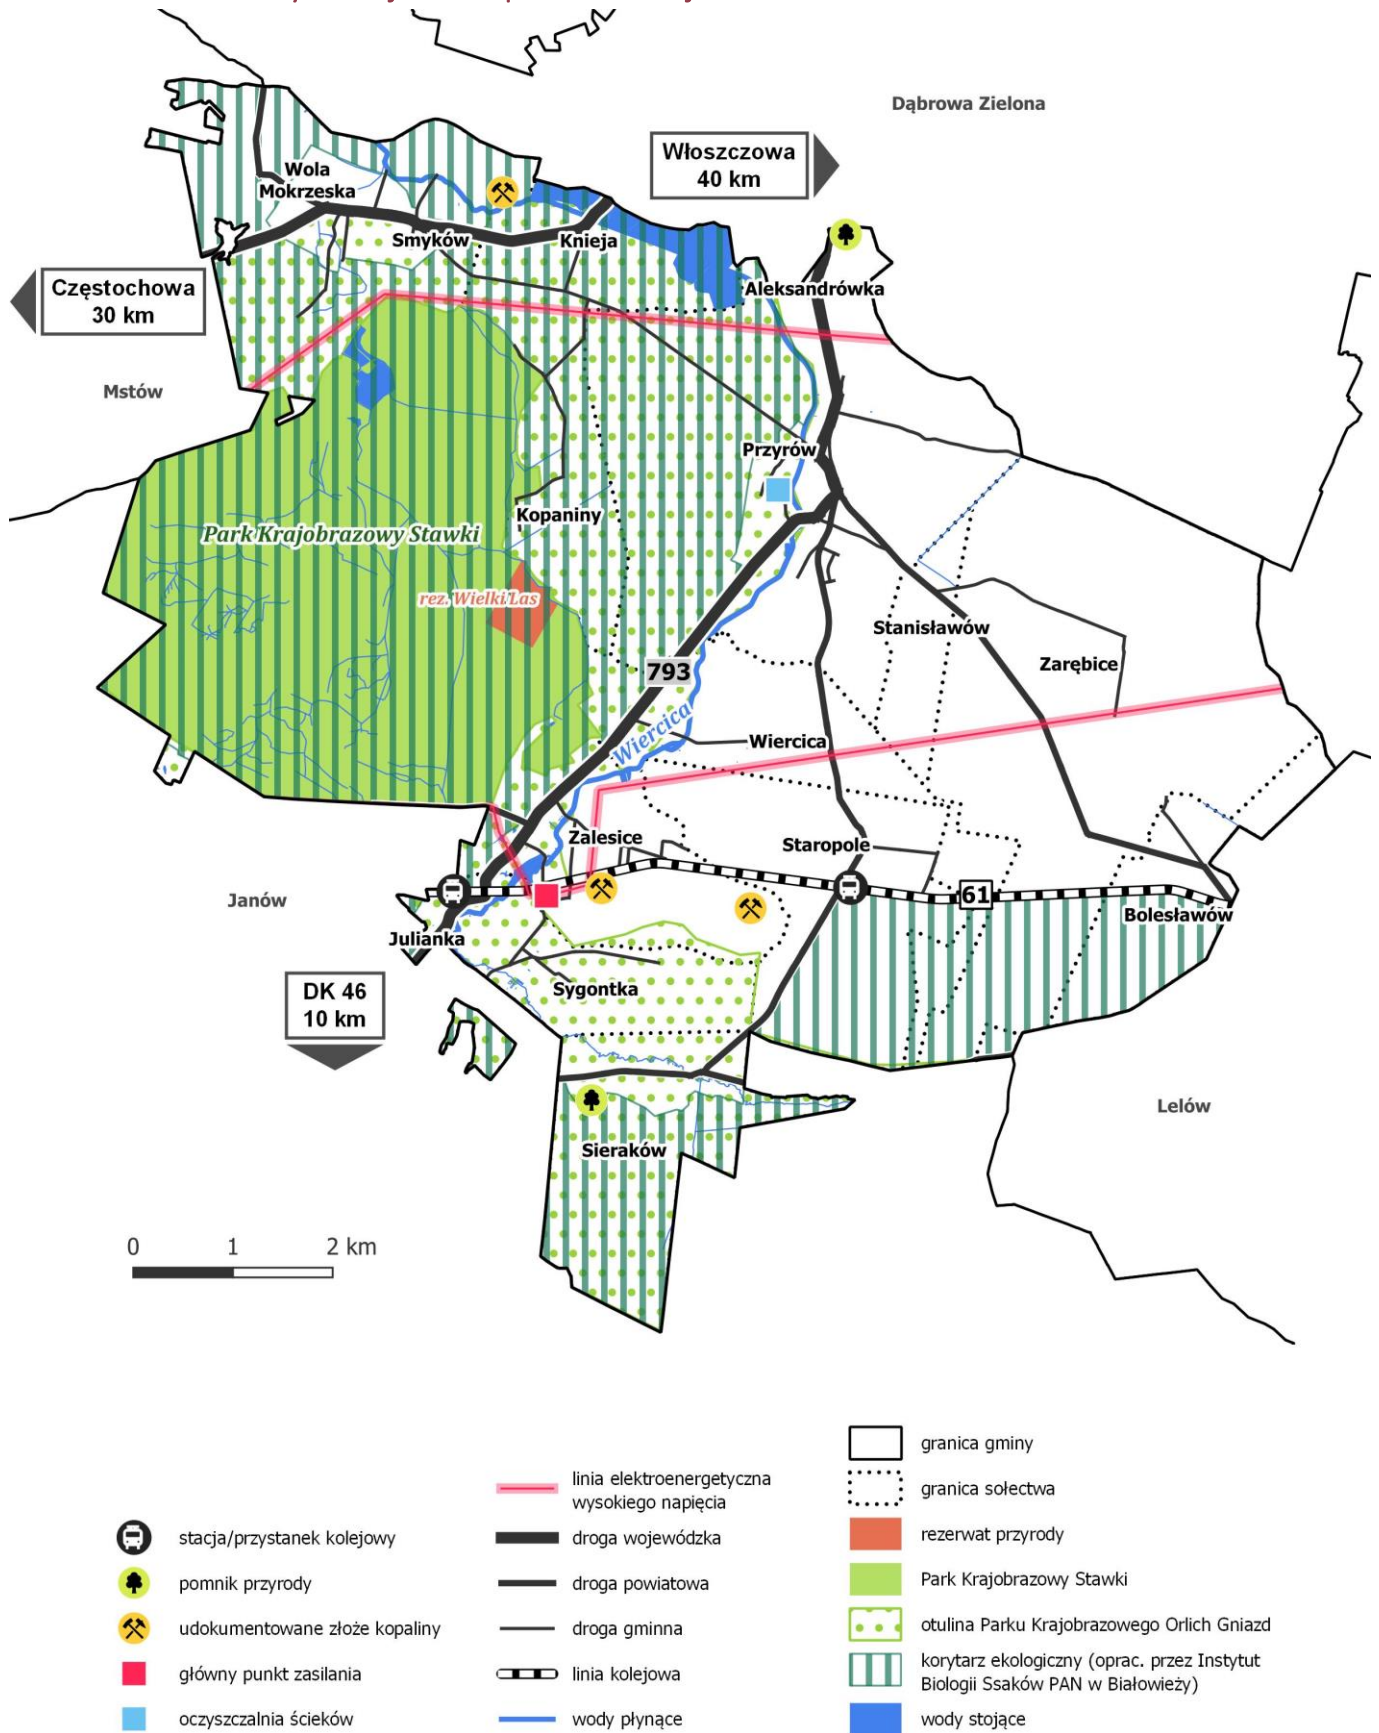 Dąbrowa Zielona
Włoszczowa
40 km
Wola
Mokrzeska
Smyków
Knieja
Aleksandrówka
Częstochowa
30 km
Mstów
Przyrów
Kopaniny
Park Krajobrazowy Stawki
rez. Wielki Las
Stanisławów
Zarębice
793
Wiercica
Wiercica
Zalesice
Staropole
Janów
61
Bolesławów
Julianka
DK 46
10 km
Sygontka
Lelów
Sieraków
0 1 2 km
granica gminy
linia elektroenergetyczna
wysokiego napięcia
granica sołectwa
stacja/przystanek kolejowy
droga wojewódzka
rezerwat przyrody
pomnik przyrody
droga powiatowa
Park Krajobrazowy Stawki
udokumentowane złoże kopaliny
droga gminna
otulina Parku Krajobrazowego Orlich Gniazd
główny punkt zasilania
linia kolejowa
korytarz ekologiczny (oprac. przez Instytut
Biologii Ssaków PAN w Białowieży)
oczyszczalnia ścieków
wody płynące
wody stojące